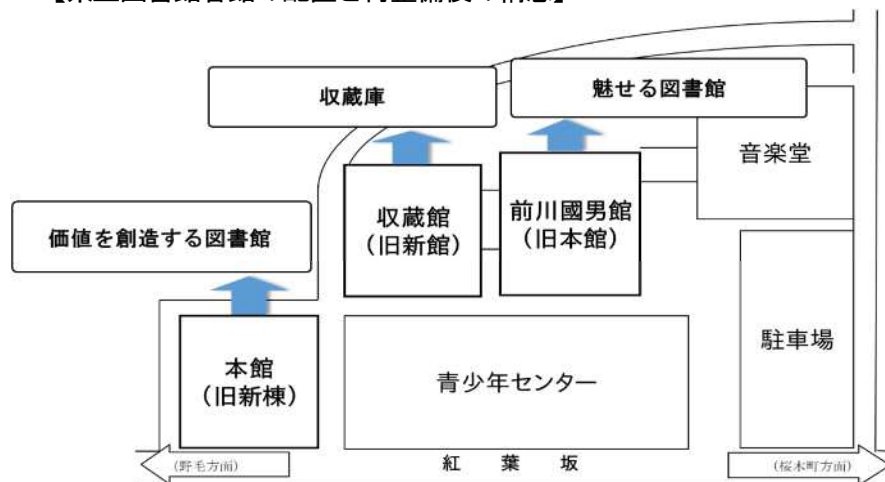 収蔵庫
魅せる図書館
音楽堂
収蔵館
(旧新館)
前川國男館
(旧本館)
価値を創造する図書館
駐車場
本館
(旧新棟)
青少年センター
(野毛方面)
紅葉坂
(桜木町方面)